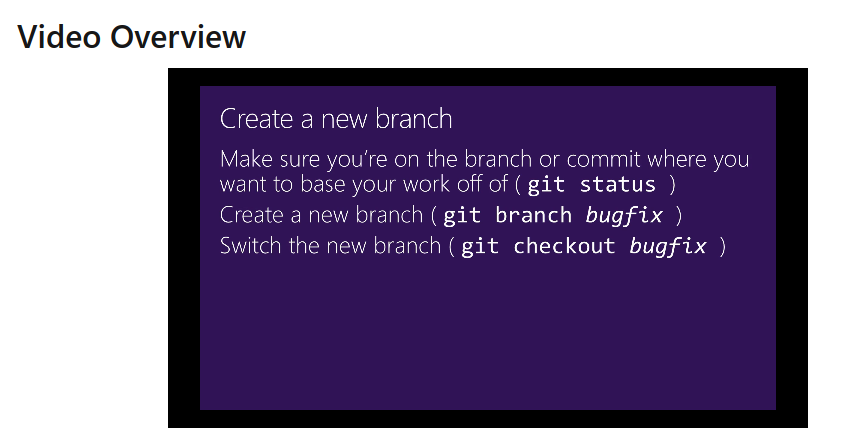 Video Overview
Create a new branch
Make sure you're on the branch or commit where you
want to base your work off of ( git status )
Create a new branch ( git branch bugfix )
Switch the new branch ( git checkout bugfix )